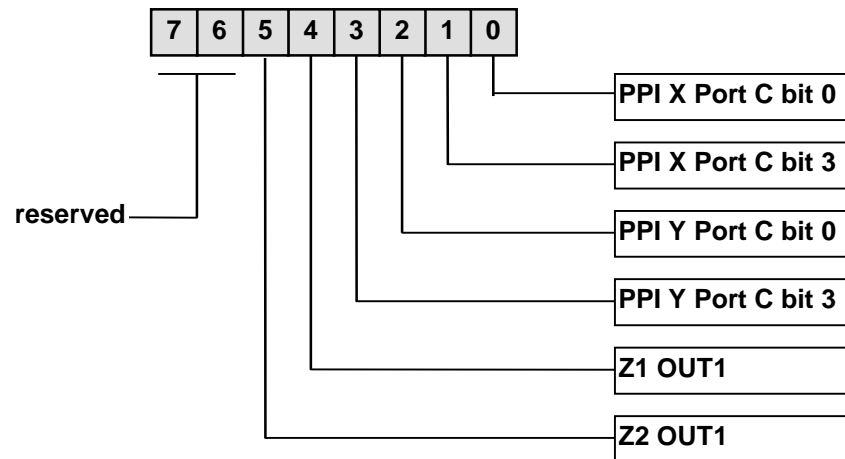 7 6 5 4 3 2 1 0
PPI X Port C bit 0
PPI X Port C bit 3
reserved
PPI Y Port C bit 0
PPI Y Port C bit 3
Z1 OUT1
Z2 OUT1